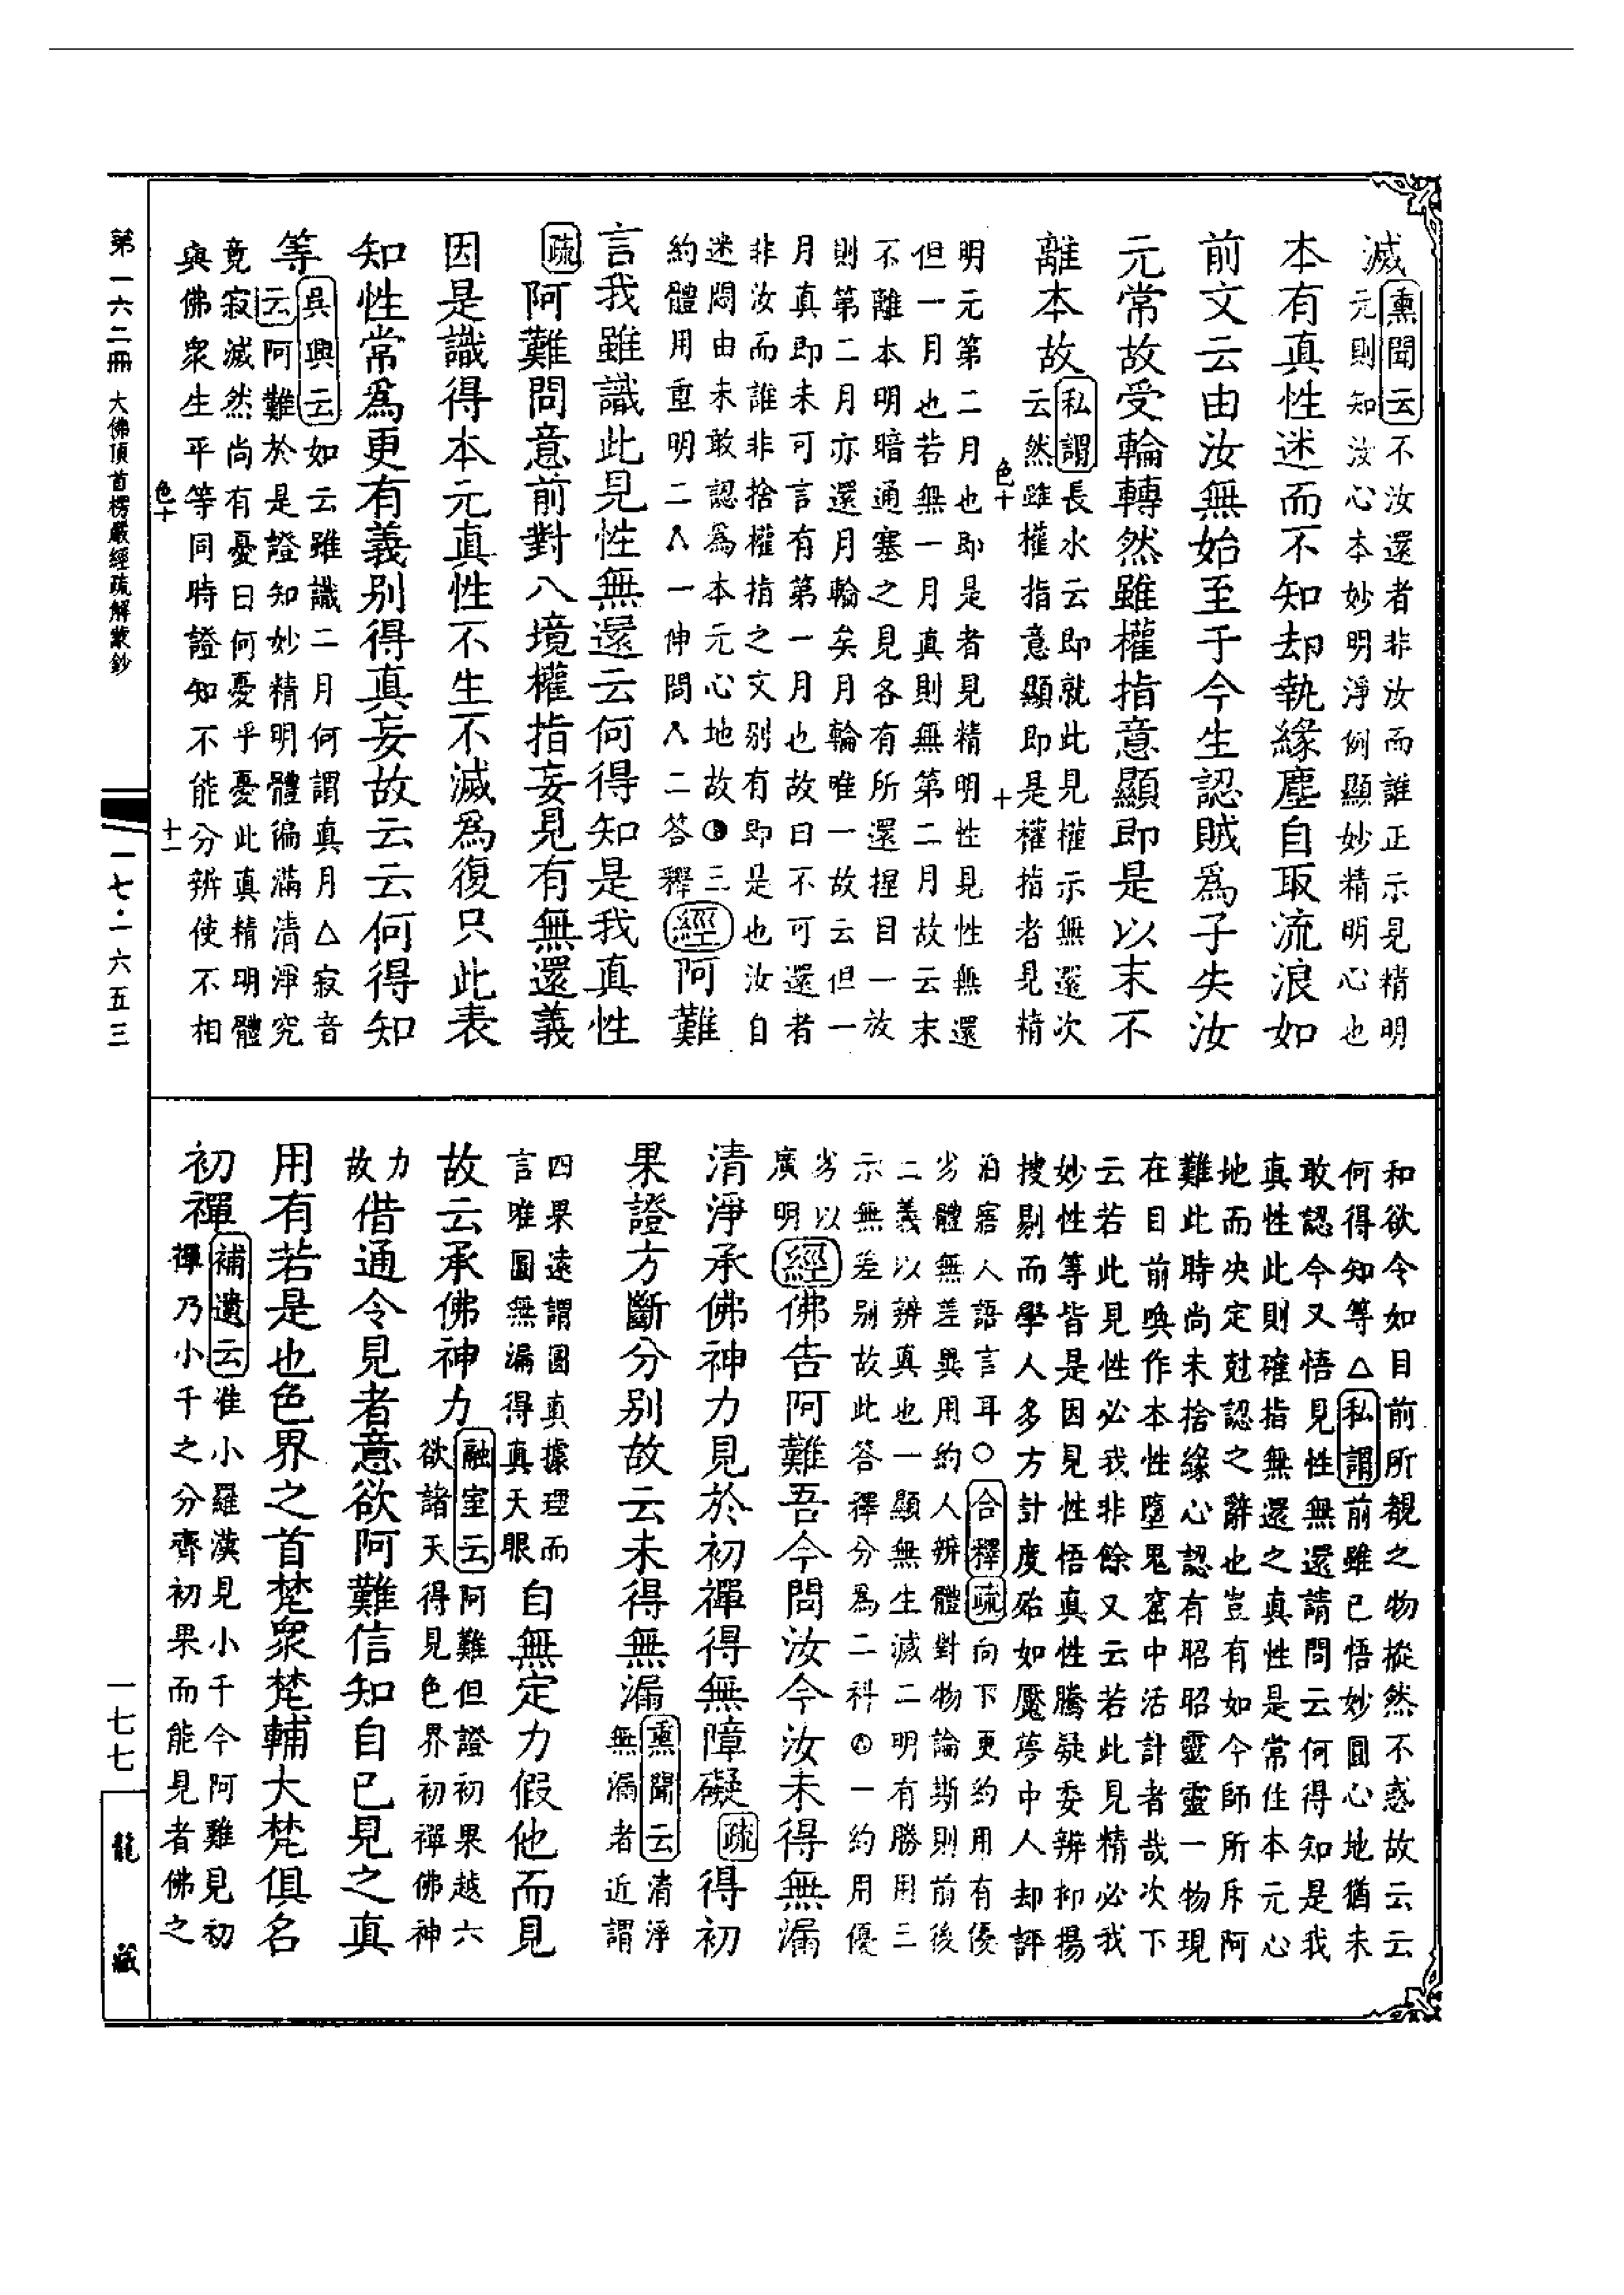 滅熏聞云不汝還者非汝而誰正示見精明
元則知汝心本妙明淨例顯妙精明心也
本有真性迷而不知却執緣塵自取流浪如
前文云由汝無始至于今生認賊為子失汝
元常故受輪轉然雖權指意顯即是以末不
離本故私謂長水云即就此見權示無還次
云然雖權指意顯即是權指者見精
色十
十
明元第二月也即是者見精明性見性無還
但一月也若無一月真則無第二月故云末
不離本明暗通塞之見各有所還捏目一放
則第二月亦還月輪矣月輪唯一故云但一
月真即未可言有第一月也故曰不可還者
非汝而誰非捨權指之文別有即是也汝自
迷悶由未敢認為本元心地故三
約體用重明二一伸問二答釋經阿難
言我雖識此見性無還云何得知是我真性
疏阿難問意前對八境權指妄見有無還義
因是識得本元真性不生不滅為復只此表
知性常為更有義別得真妄故云云何得知
等吳興云如云雖識二月何謂真月△寂音
云阿難於是證知妙精明體徧滿清淨究
竟寂滅然尚有憂曰何憂乎憂此真精明體
與佛眾生平等同時證知不能分辨使不相
色十
十一
第一六二冊 大佛頂首楞嚴經疏解蒙鈔
一七·二六五三
和欲令如目前所覩之物摐然不惑故云云
何得知等△私謂前雖已悟妙圓心地猶未
敢認今又悟見性無還請問云何得知是我
真性此則確指無還之真性是常住本元心
地而決定尅認之辭也豈有如今師所斥阿
難此時尚未捨緣心認有昭昭靈靈一物現
在目前喚作本性墮鬼窟中活計者哉次下
云若此見性必我非餘又云若此見精必我
妙性等皆是因見性悟真性騰疑委辨抑揚
搜剔而學人多方計度殆如魘夢中人却評
泊寤人語言耳○合釋疏向下更約用有優
劣體無差異用約人辨體對物論斯則前後
二義以辨真也一顯無生滅二明有勝用三
示無差別故此答釋分為二科一約用優
劣以
廣明經佛告阿難吾今問汝今汝未得無漏
清淨承佛神力見於初禪得無障礙疏得初
果證方斷分別故云未得無漏熏聞云清淨
無漏者近謂
四果遠謂圓真據理而
言唯圓無漏得真天眼自無定力假他而見
故云承佛神力融室云阿難但證初果越六
欲諸天得見色界初禪佛神
力
故借通令見者意欲阿難信知自己見之真
用有若是也色界之首梵眾梵輔大梵俱名
初禪補遺云准小羅漢見小千今阿難見初
禪乃小千之分齊初果而能見者佛之
一七七
龍藏